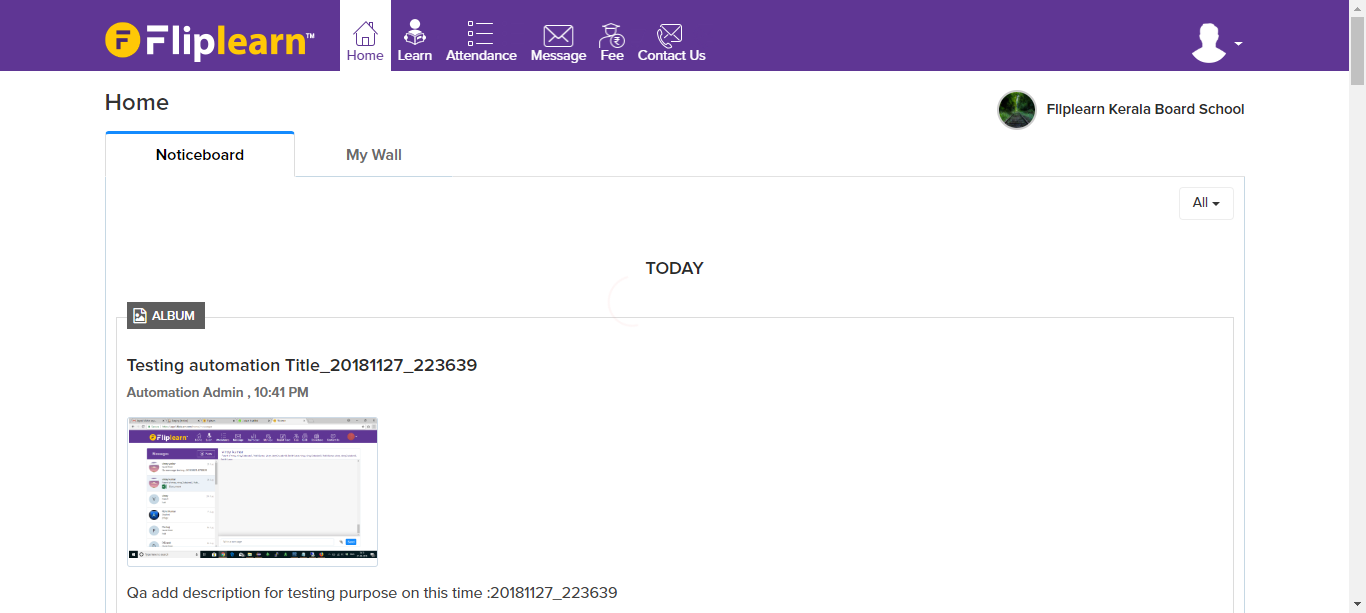 Fliplearn™
Home
Learn
Attendance
Message
Fee
Contact Us
Home
Fliplearn Kerala Board School
Noticeboard
My Wall
All
TODAY
ALBUM
Testing automation Title_20181127_223639
Automation Admin , 10:41 PM
Fliplearn
Qa add description for testing purpose on this time :20181127_223639